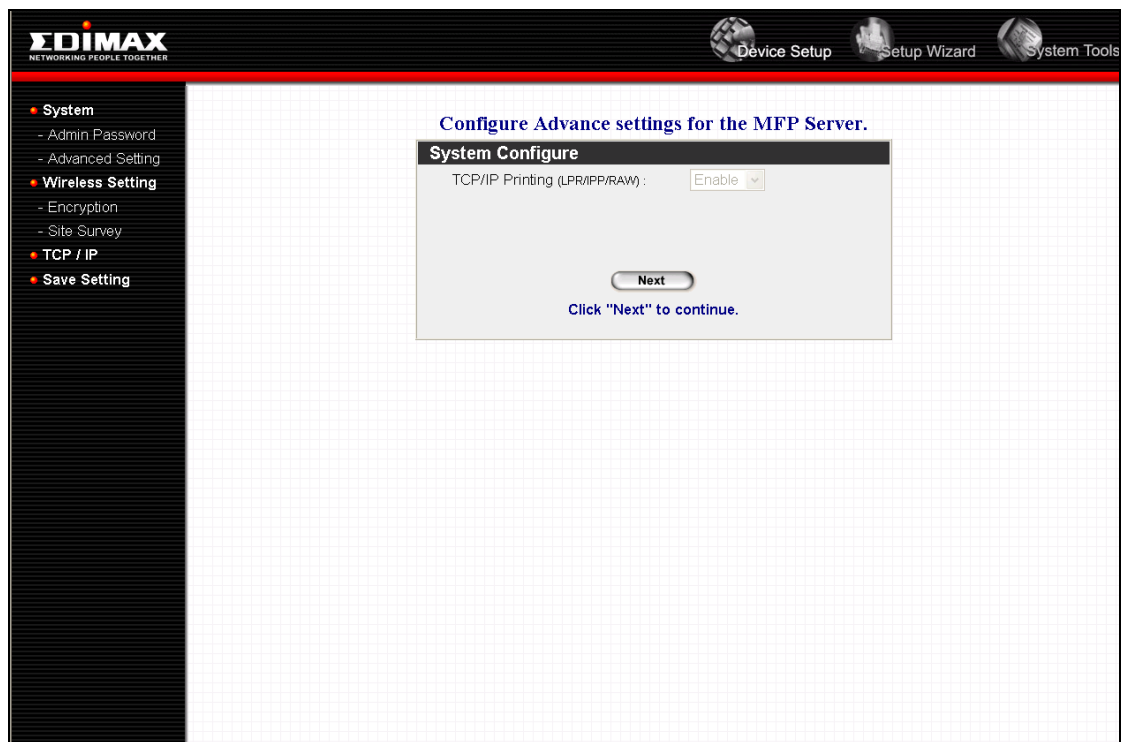 EDIMAX
NETWORKING PEOPLE TOGETHER
Device Setup
Setup Wizard
System Tools
System
- Admin Password
- Advanced Setting
Wireless Setting
- Encryption
- Site Survey
TCP / IP
Save Setting
Configure Advance settings for the MFP Server.
System Configure
TCP/IP Printing (LPR/IPP/RAW) : Enable
Next
Click "Next" to continue.